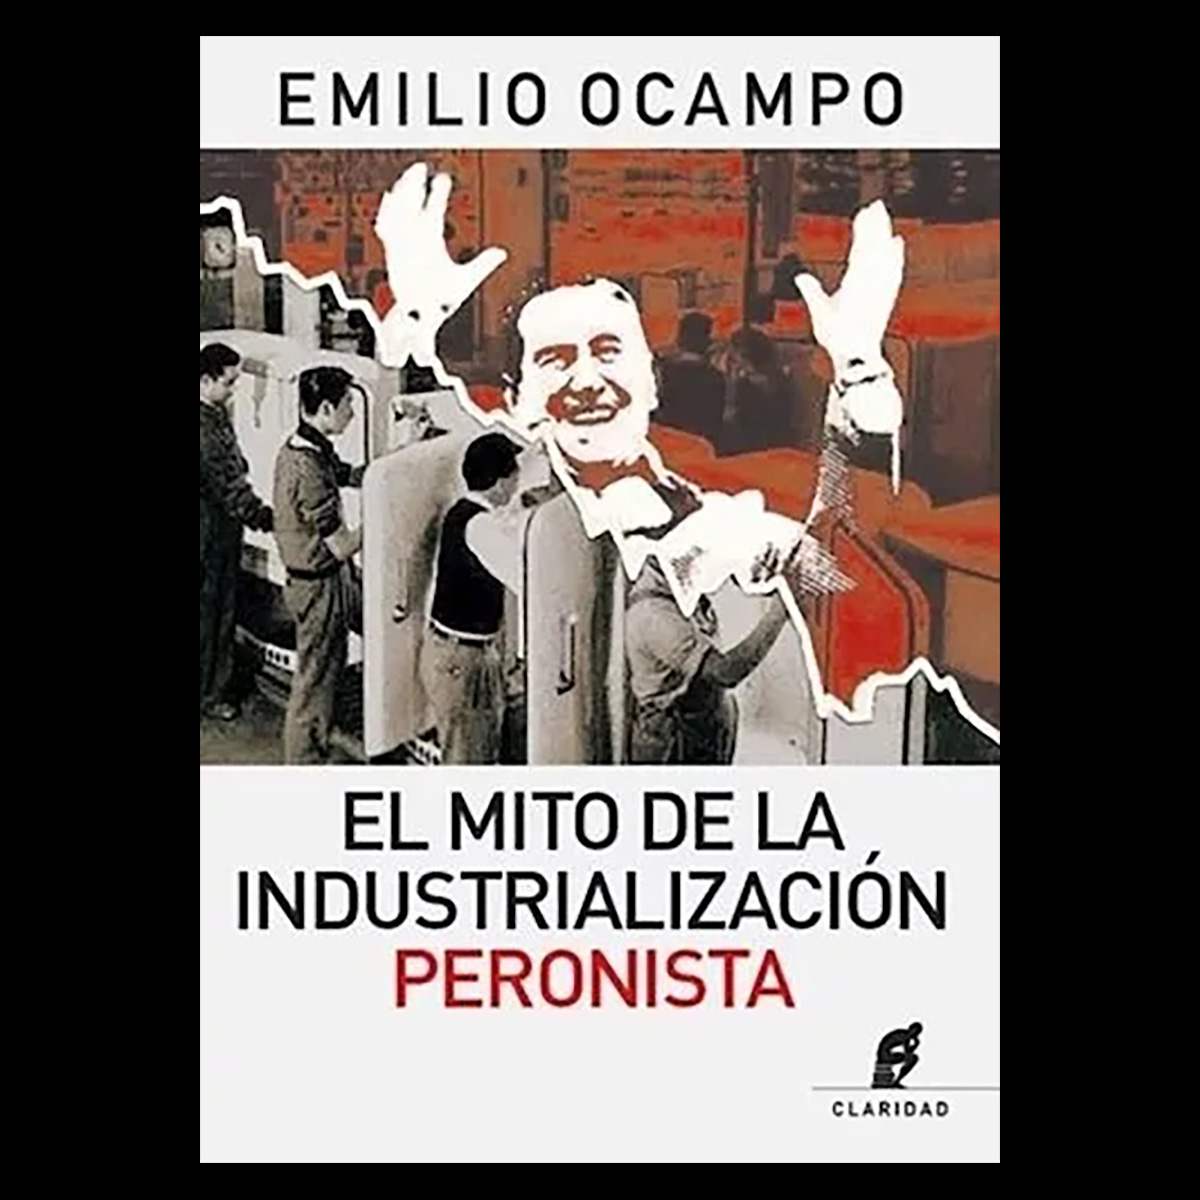 EMILIO OCAMPO
EL MITO DE LA
INDUSTRIALIZACIÓN
PERONISTA
CLARIDAD